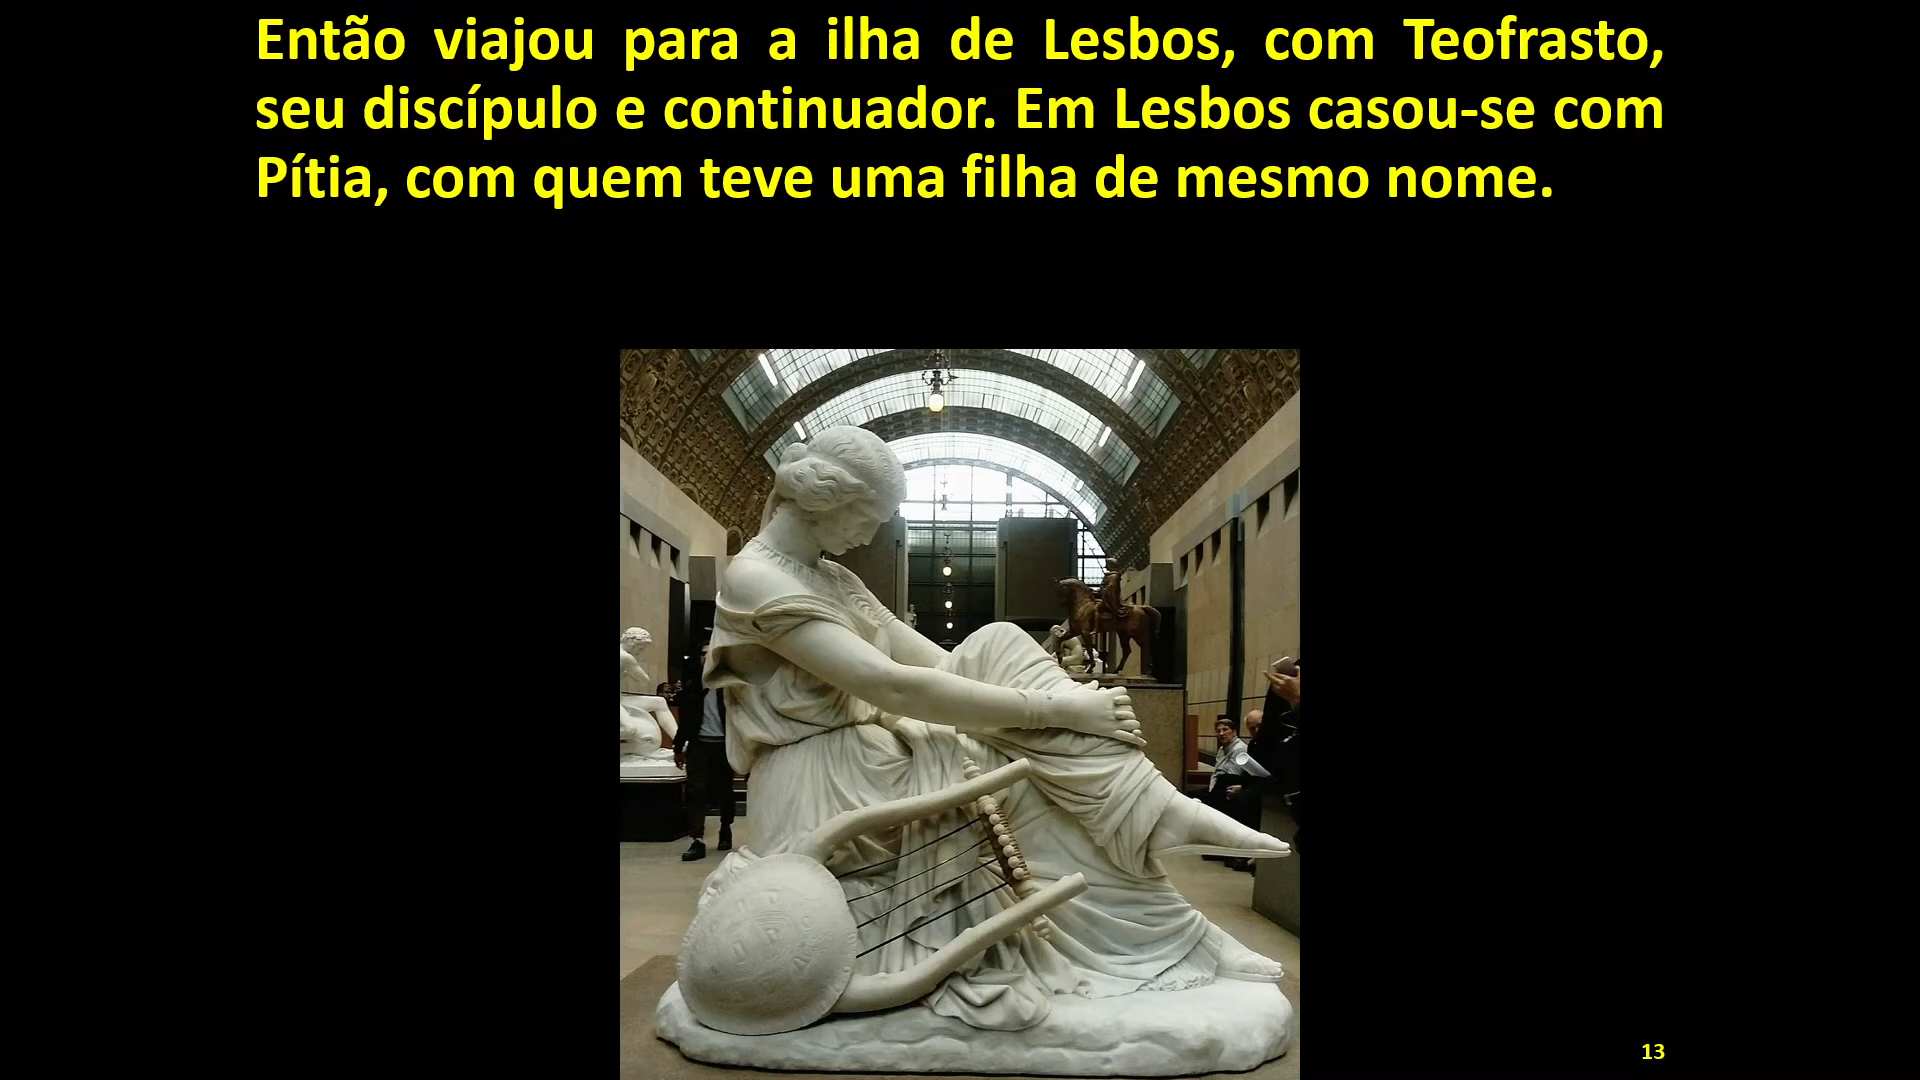 Então viajou para a ilha de Lesbos, com Teofrasto,
seu discípulo e continuador. Em Lesbos casou-se com
Pítia, com quem teve uma filha de mesmo nome.
13